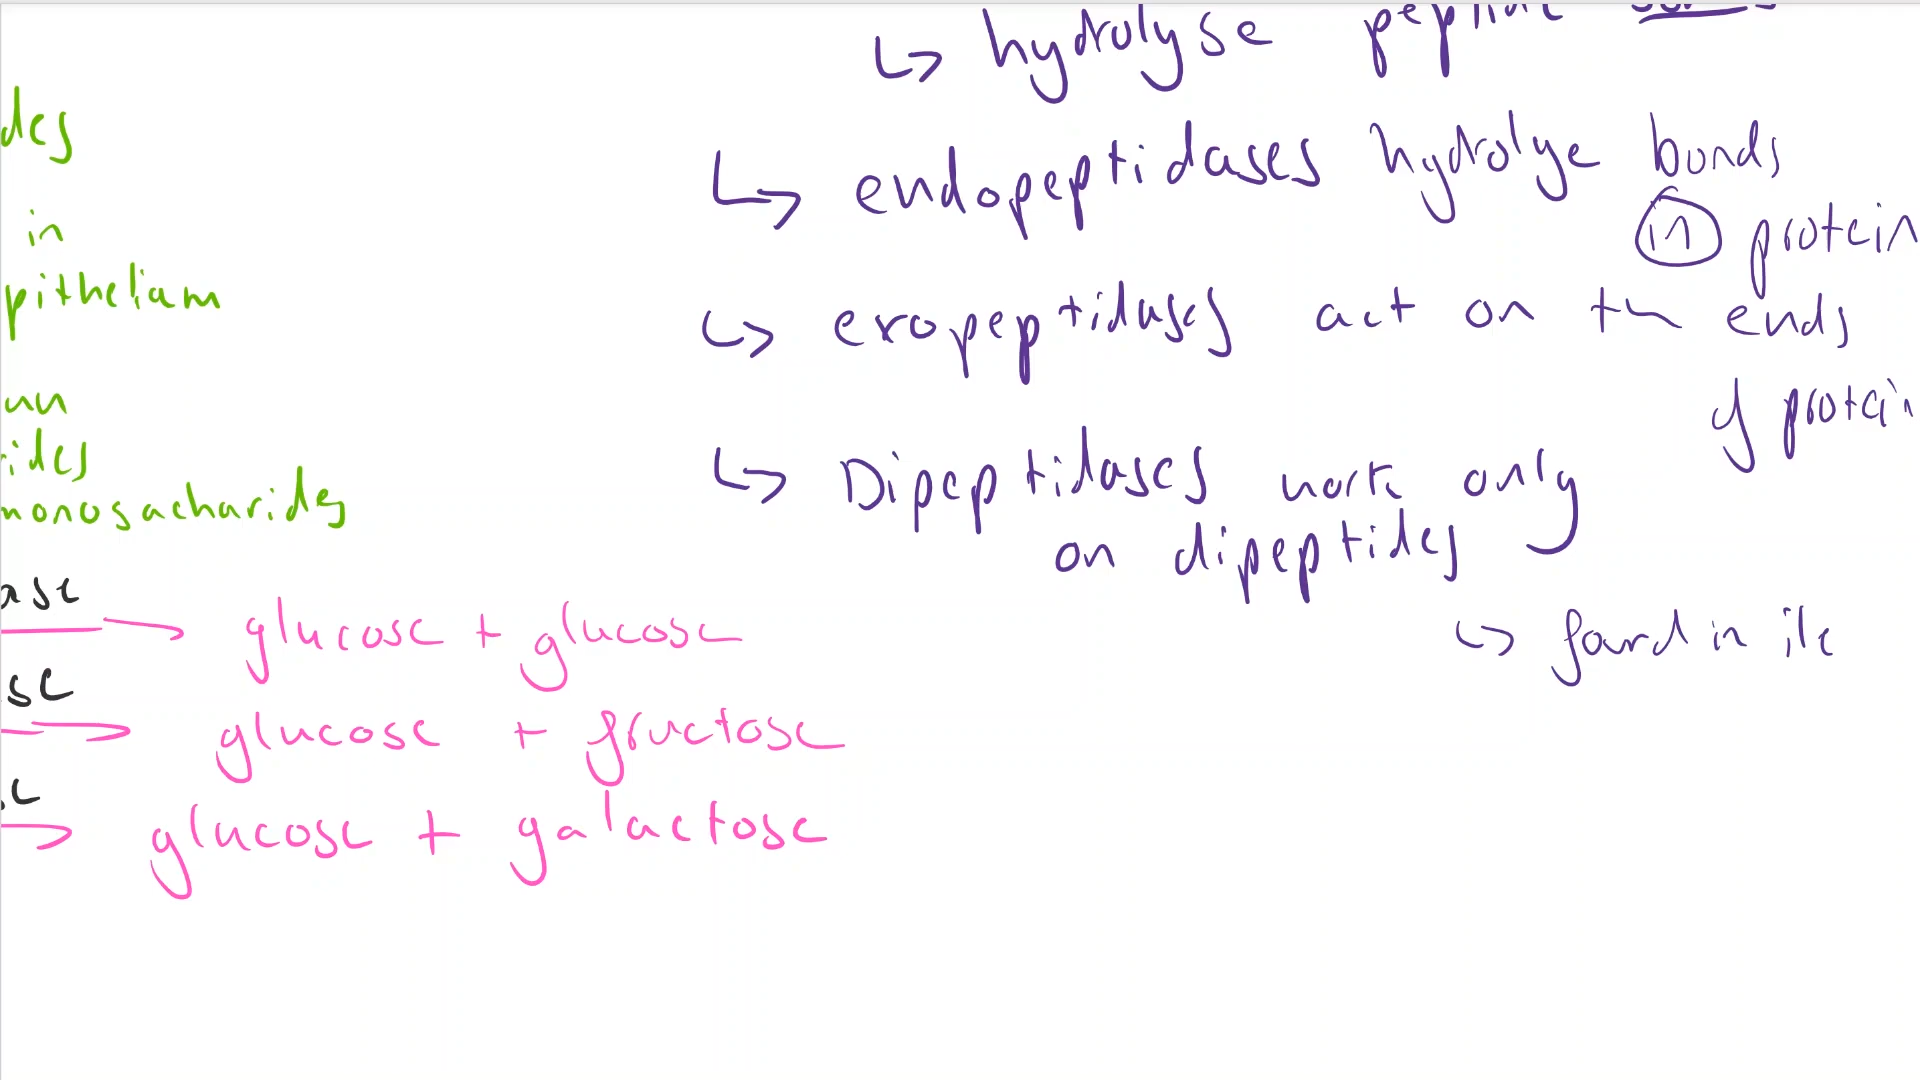 des
in
pithelium
ides
monosacharides
ase
glucose + glucose
se
glucose + fructose
glucose + galactose
↳ hydrolyse peptide
↳ endopeptidases hydrolye bonds
in protein
↳ exopeptidases act on the ends
of protein
↳ Dipeptidases work only
on dipeptides
↳ found in ile